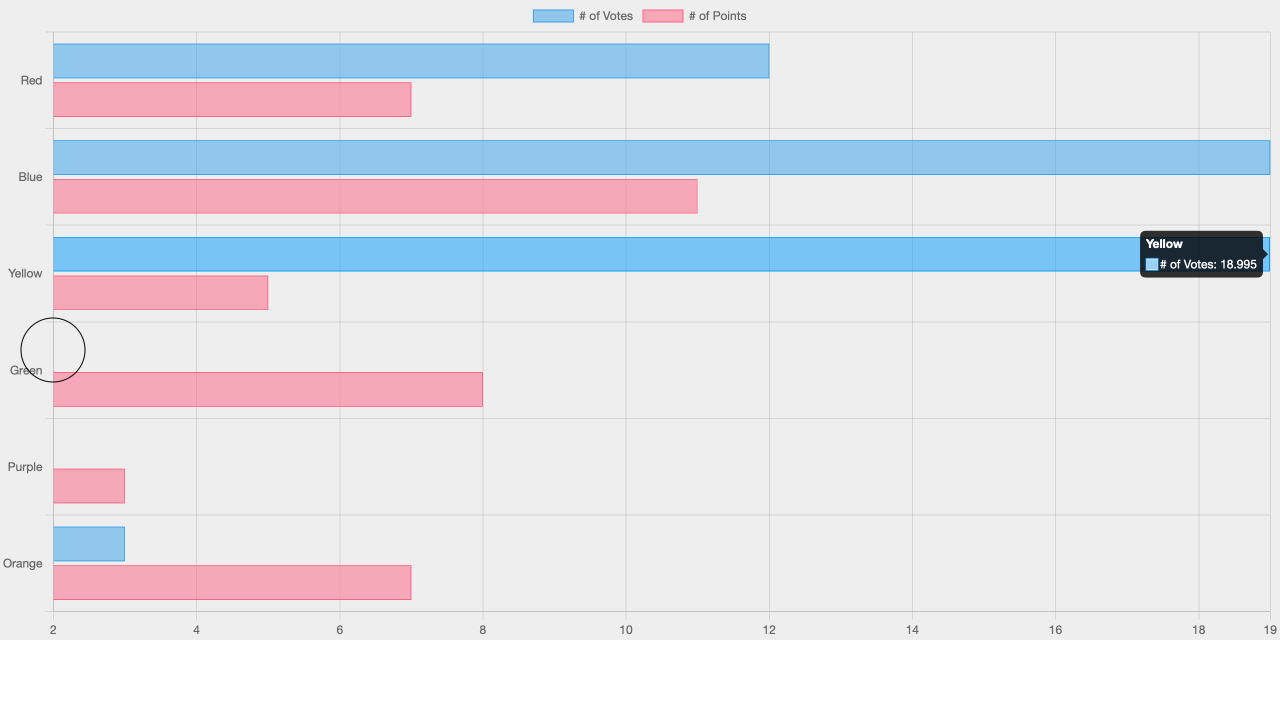 # of Votes # of Points
Red
Blue
Yellow
Yellow
# of Votes: 18.995
Green
Purple
Orange
2 4 6 8 10 12 14 16 18 19